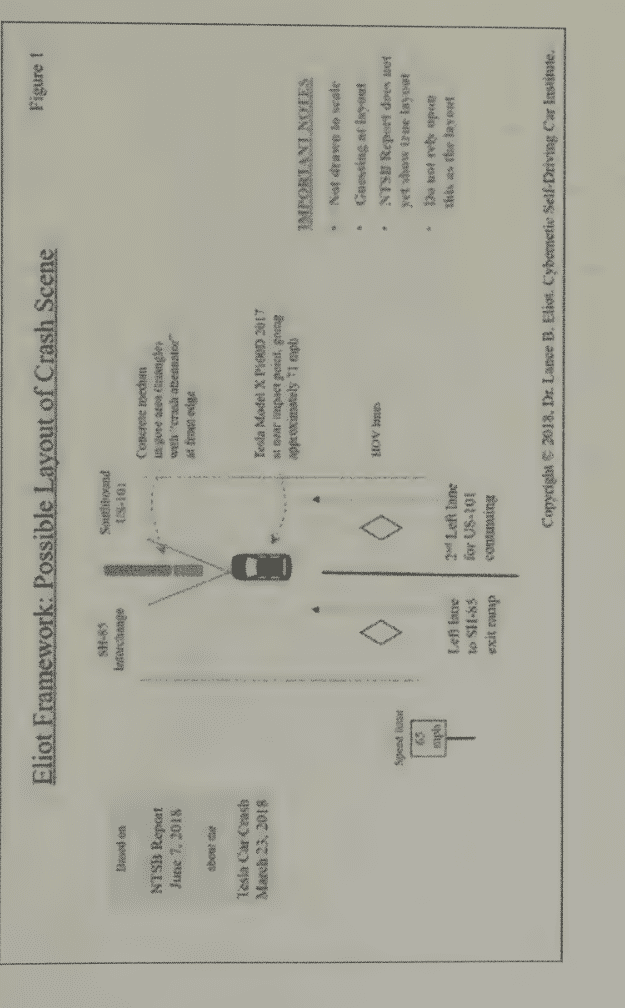 Figure 1
Eliot Framework: Possible Layout of Crash Scene
Based on
NTSB Report
June 7, 2018
about the
Tesla Car Crash
March 23, 2018
SH-85
Interchange
Southbound
US-101
Concrete medium
in gore area (triangle)
with "crash attenuator"
at front edge
Tesla Model X P100D 2017
at near impact point, going
approximately 71 mph
HOV lines
Speed limit
65
mph
Left lane
to SH-85
exit ramp
2nd Left lane
for US-101
continuing
IMPORTANT NOTES
• Not drawn to scale
• Guessing at layout
• NTSB Report does not
yet show true layout
• Do not rely upon
this as the layout
Copyright © 2018. Dr. Lance B. Eliot. Cybernetic Self-Driving Car Institute.